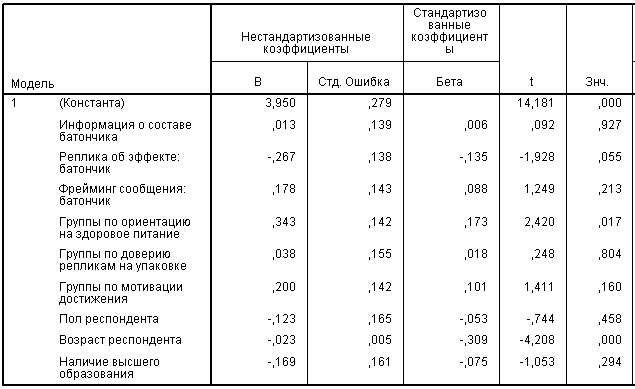 Стандартизо
ванные
коэффициент
ы
Нестандартизованные
коэффициенты
Модель B Стд. Ошибка Бета t Знч.
1 (Константа) 3,950 ,279 14,181 ,000
Информация о составе
батончика ,013 ,139 ,006 ,092 ,927
Реплика об эффекте:
батончик -,267 ,138 -,135 -1,928 ,055
Фрейминг сообщения:
батончик ,178 ,143 ,088 1,249 ,213
Группы по ориентацию
на здоровое питание ,343 ,142 ,173 2,420 ,017
Группы по доверию
репликам на упаковке ,038 ,155 ,018 ,248 ,804
Группы по мотивации
достижения ,200 ,142 ,101 1,411 ,160
Пол респондента -,123 ,165 -,053 -,744 ,458
Возраст респондента -,023 ,005 -,309 -4,208 ,000
Наличие высшего
образования -,169 ,161 -,075 -1,053 ,294